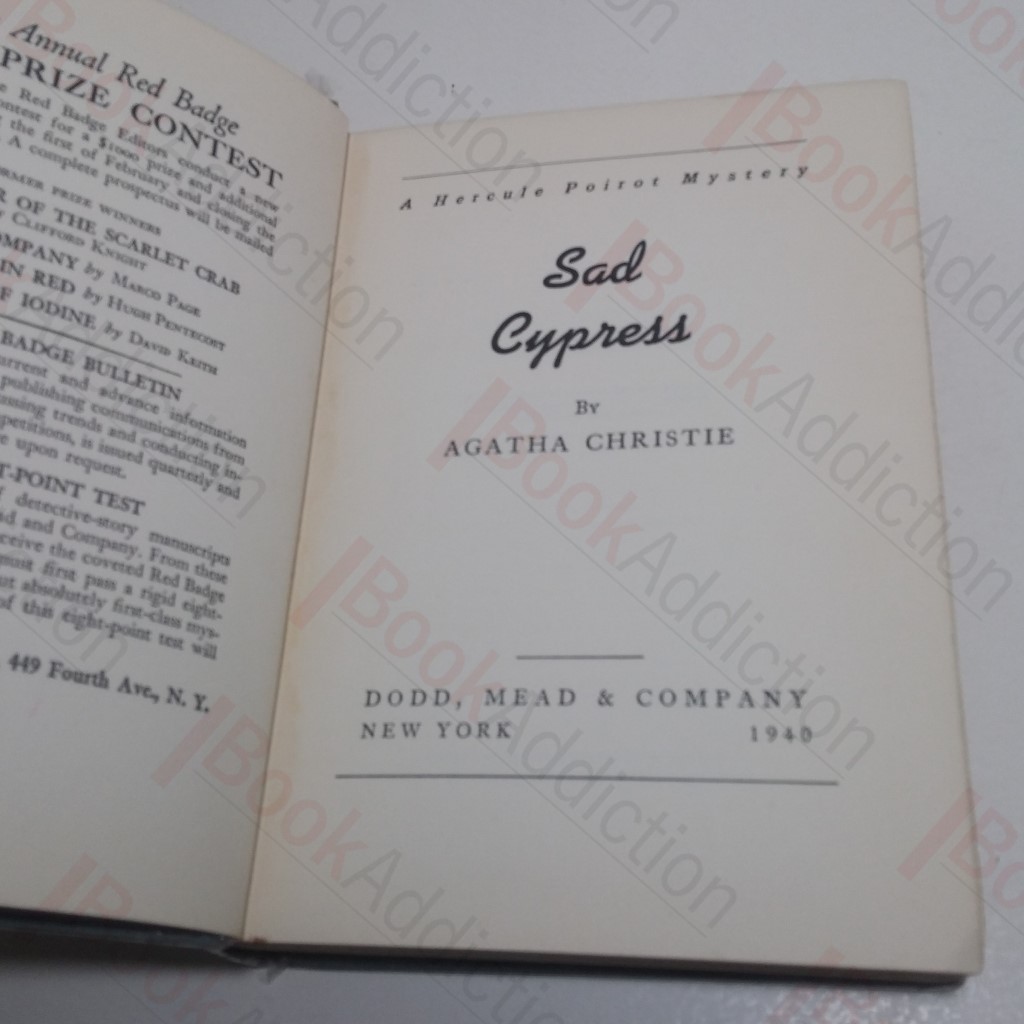 Annual Red Badge
PRIZE CONTEST
Red Badge Editors conduct a new
contest for a $1000 prize and additional
the first of February and closing the
A complete prospectus will be mailed
FORMER PRIZE WINNERS
OF THE SCARLET CRAB
CLIFFORD KNIGHT
COMPANY by MARCO PAGE
IN RED by HUGH PENTECOST
IODINE by DAVID KEITH
BADGE BULLETIN
current and advance information
publishing communications from
trends and conducting in-
is issued quarterly and
upon request.
T-POINT TEST
detective-story manuscripts
and Company. From these
receive the coveted Red Badge
must first pass a rigid eight-
but absolutely first-class mys-
of this eight-point test will
449 Fourth Ave., N. Y.
A Hercule Poirot Mystery
Sad
Cypress
BY
AGATHA CHRISTIE
DODD, MEAD & COMPANY
NEW YORK 1940
BookAddiction